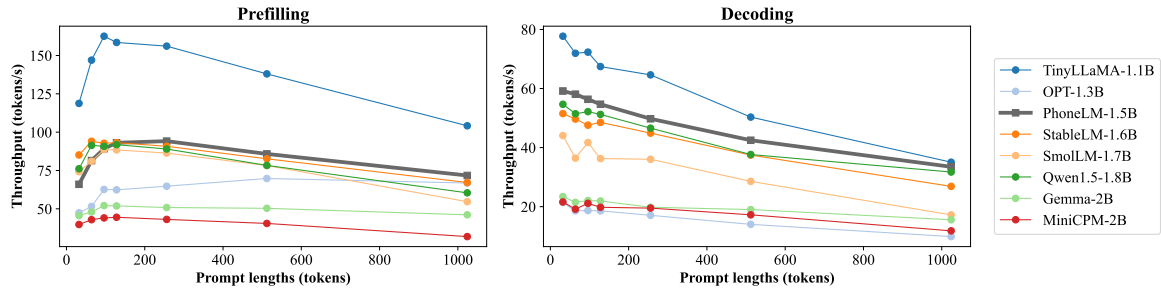 Prefilling
Throughput (tokens/s)
150
125
100
75
50
0
200
400
600
800
1000
Prompt lengths (tokens)
Decoding
Throughput (tokens/s)
80
60
40
20
0
200
400
600
800
1000
Prompt lengths (tokens)
TinyLLaMA-1.1B
OPT-1.3B
PhoneLM-1.5B
StableLM-1.6B
SmolLM-1.7B
Qwen1.5-1.8B
Gemma-2B
MiniCPM-2B